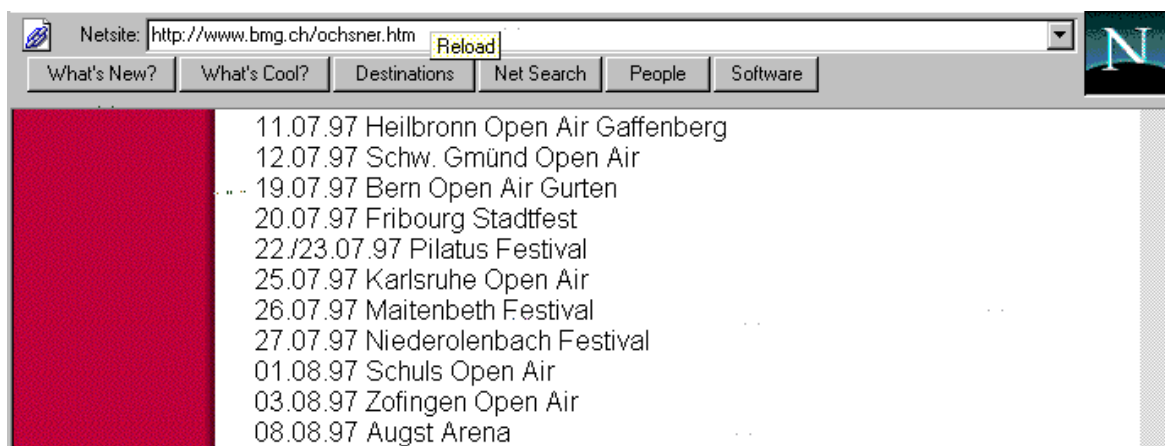 Netsite: http://www.bmg.ch/ochsner.htm
Reload
What's New? What's Cool? Destinations Net Search People Software
N
11.07.97 Heilbronn Open Air Gaffenberg
12.07.97 Schw. Gmünd Open Air
19.07.97 Bern Open Air Gurten
20.07.97 Fribourg Stadtfest
22./23.07.97 Pilatus Festival
25.07.97 Karlsruhe Open Air
26.07.97 Maitenbeth Festival
27.07.97 Niederolenbach Festival
01.08.97 Schuls Open Air
03.08.97 Zofingen Open Air
08.08.97 Augst Arena